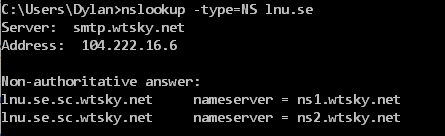 C:\Users\Dylan>nslookup -type=NS lnu.se
Server:  smtp.wtsky.net
Address:  104.222.16.6

Non-authoritative answer:
lnu.se.sc.wtsky.net     nameserver = ns1.wtsky.net
lnu.se.sc.wtsky.net     nameserver = ns2.wtsky.net